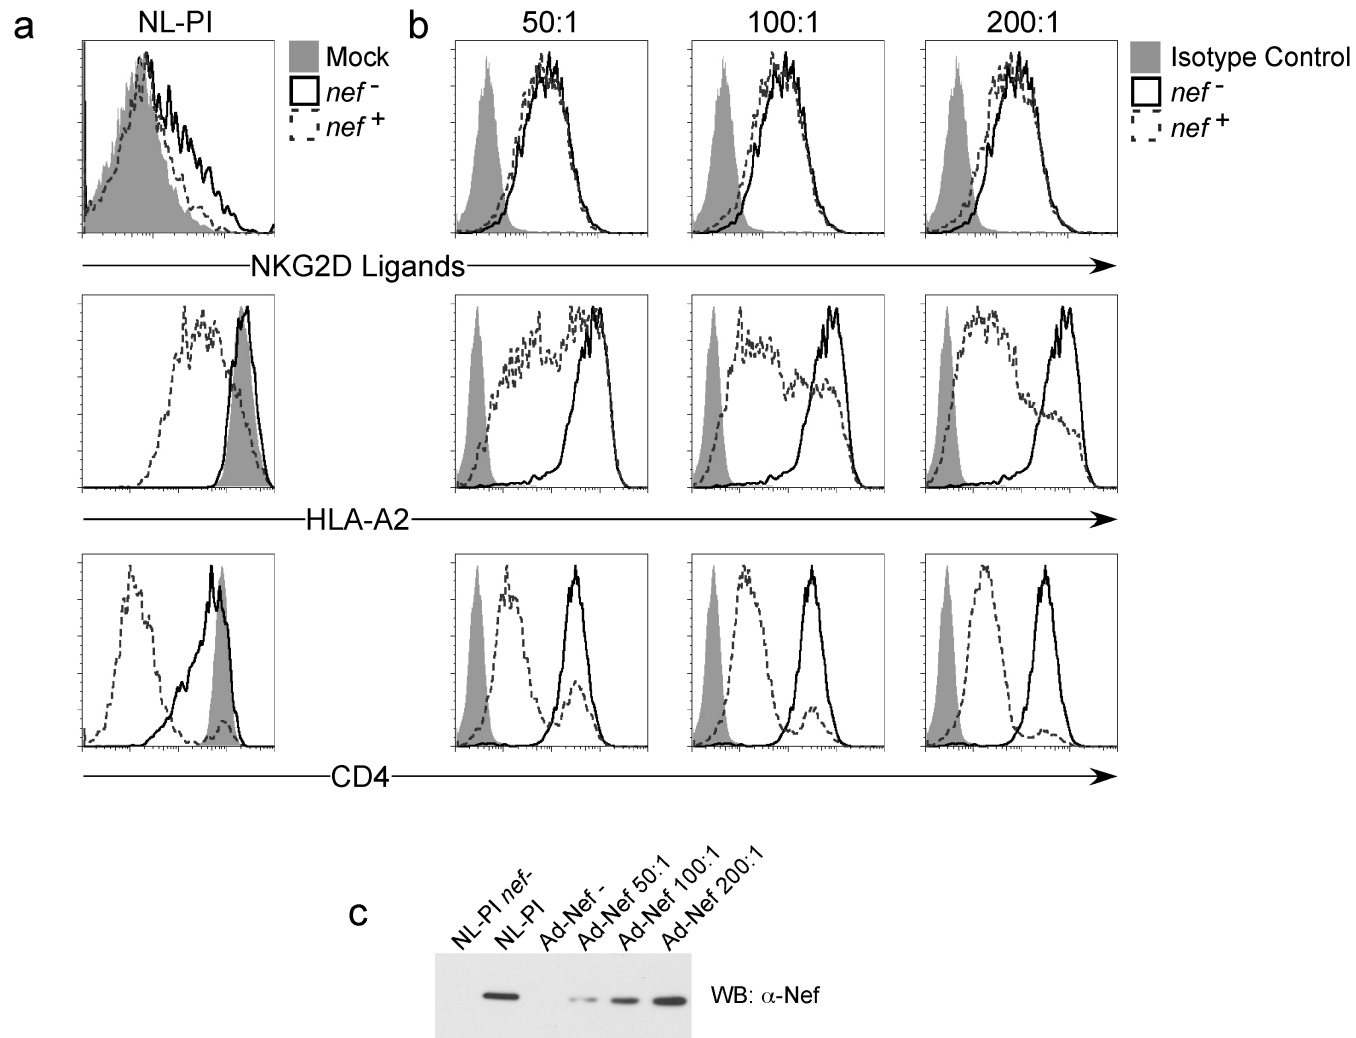 a
NL-PI
Mock
nef -
nef +
b
50:1
100:1
200:1
Isotype Control
nef -
nef +
NKG2D Ligands
HLA-A2
CD4
c
NL-PI nef-
NL-PI
Ad-Nef -
Ad-Nef 50:1
Ad-Nef 100:1
Ad-Nef 200:1
WB: α-Nef